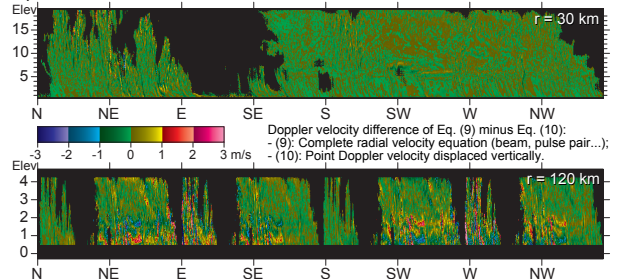 Elev
r = 30 km
15
10
5
N NE E SE S SW W NW
-3 -2 -1 0 1 2 3 m/s
Doppler velocity difference of Eq. (9) minus Eq. (10):
- (9): Complete radial velocity equation (beam, pulse pair...);
- (10): Point Doppler velocity displaced vertically.
Elev
r = 120 km
4
3
2
1
0
N NE E SE S SW W NW